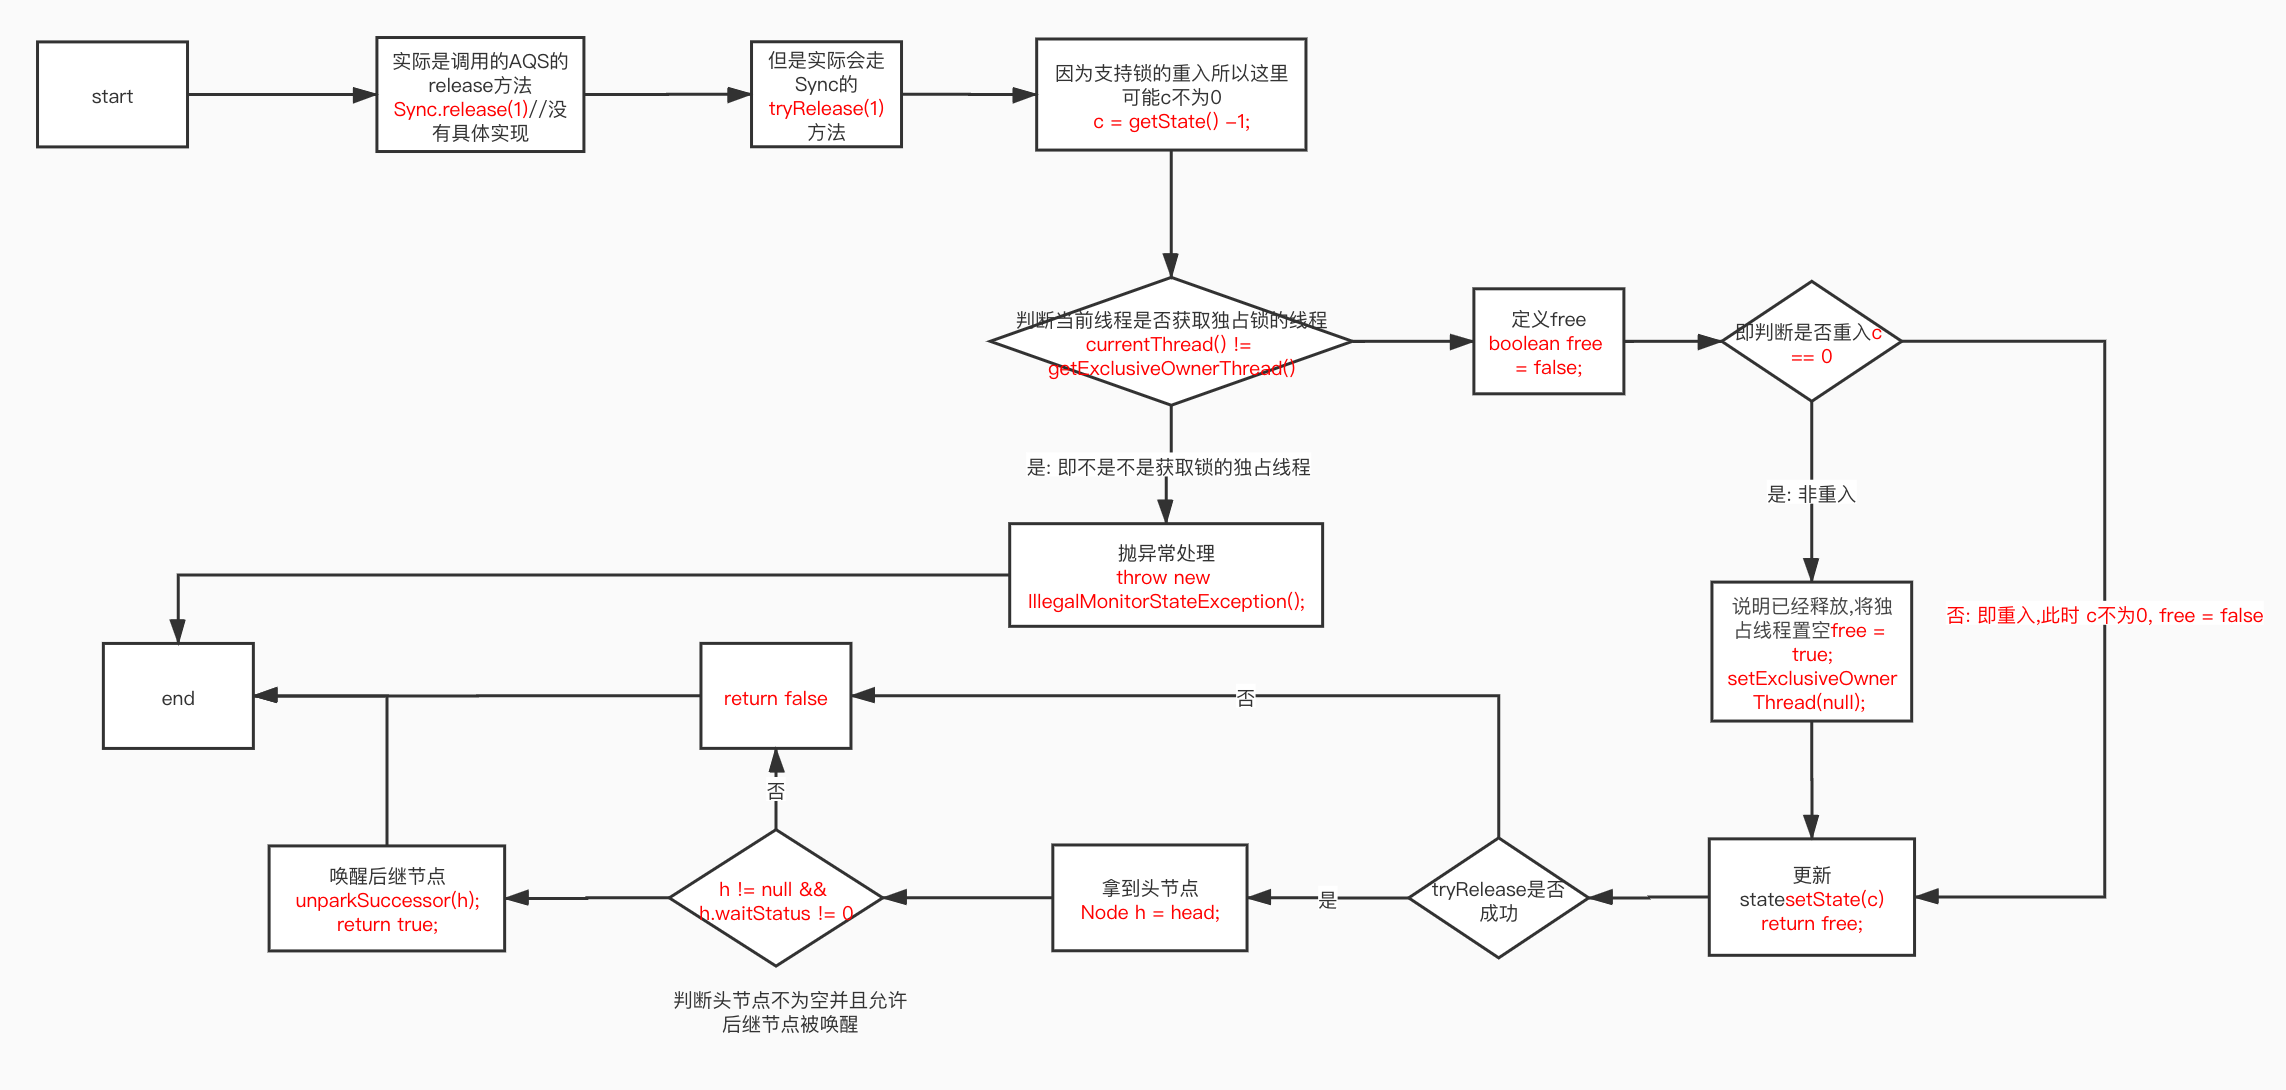 start
实际是调用的AQS的
release方法
Sync.release(1)//没
有具体实现
但是实际会走
Sync的
tryRelease(1)
方法
因为支持锁的重入所以这里
可能c不为0
c = getState() -1;
判断当前线程是否获取独占锁的线程
currentThread() !=
getExclusiveOwnerThread()
定义free
boolean free
= false;
即判断是否重入c
== 0
是: 即不是不是获取锁的独占线程
是: 非重入
抛异常处理
throw new
IllegalMonitorStateException();
说明已经释放,将独
占线程置空free =
true;
setExclusiveOwner
Thread(null);
否: 即重入,此时 c不为0, free = false
end
return false
否
否
唤醒后继节点
unparkSuccessor(h);
return true;
h != null &&
h.waitStatus != 0
拿到头节点
Node h = head;
是
tryRelease是否
成功
更新
statesetState(c)
return free;
判断头节点不为空并且允许
后继节点被唤醒